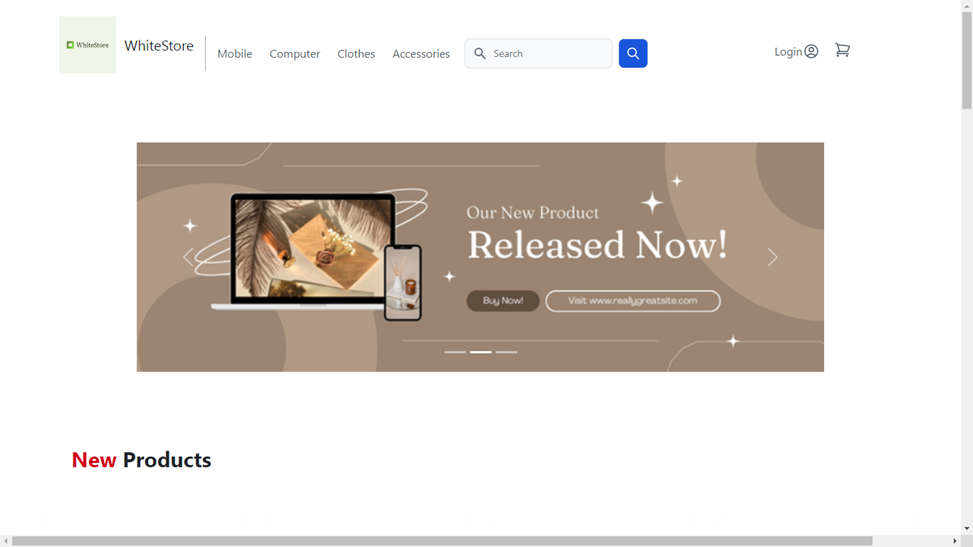 WhiteStore
WhiteStore
Mobile
Computer
Clothes
Accessories
Search
Login
Our New Product
Released Now!
Buy Now!
Visit www.reallygreatsite.com
New Products